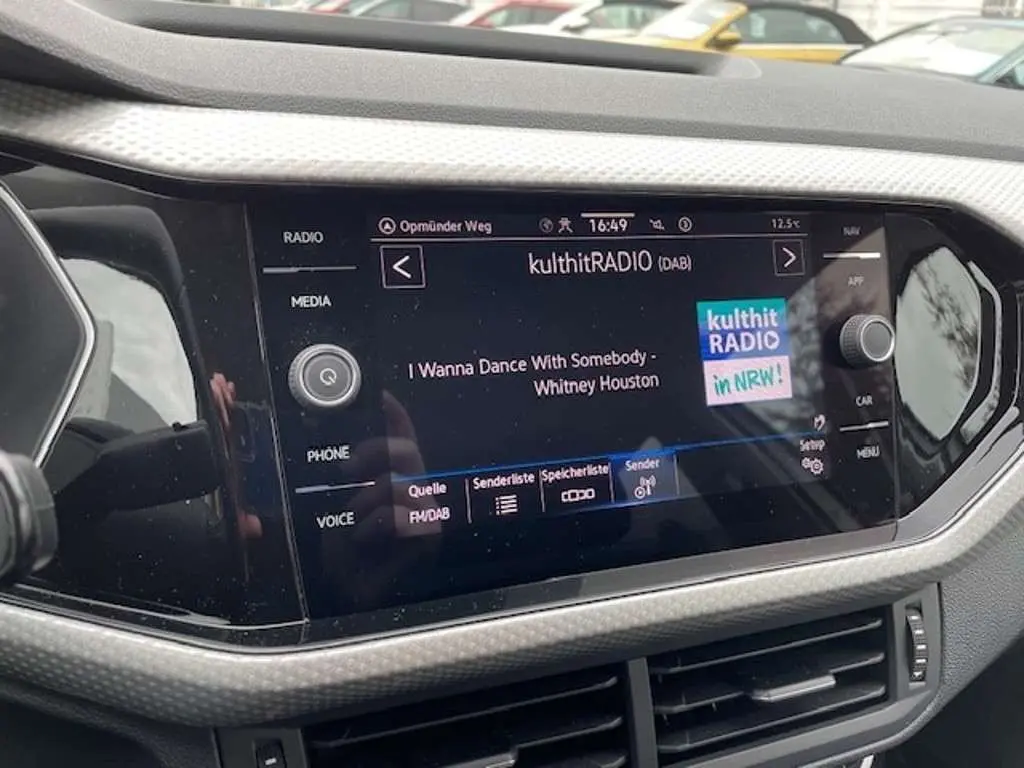 Opmünder Weg 16:49 12.5°C
RADIO
MEDIA
PHONE
VOICE
kulthitRADIO (DAB)
I Wanna Dance With Somebody -
Whitney Houston
kulthit
RADIO
in NRW!
Quelle
FM/DAB
Senderliste
Speicherliste
Sender
Setup
NAV
APP
CAR
MENU